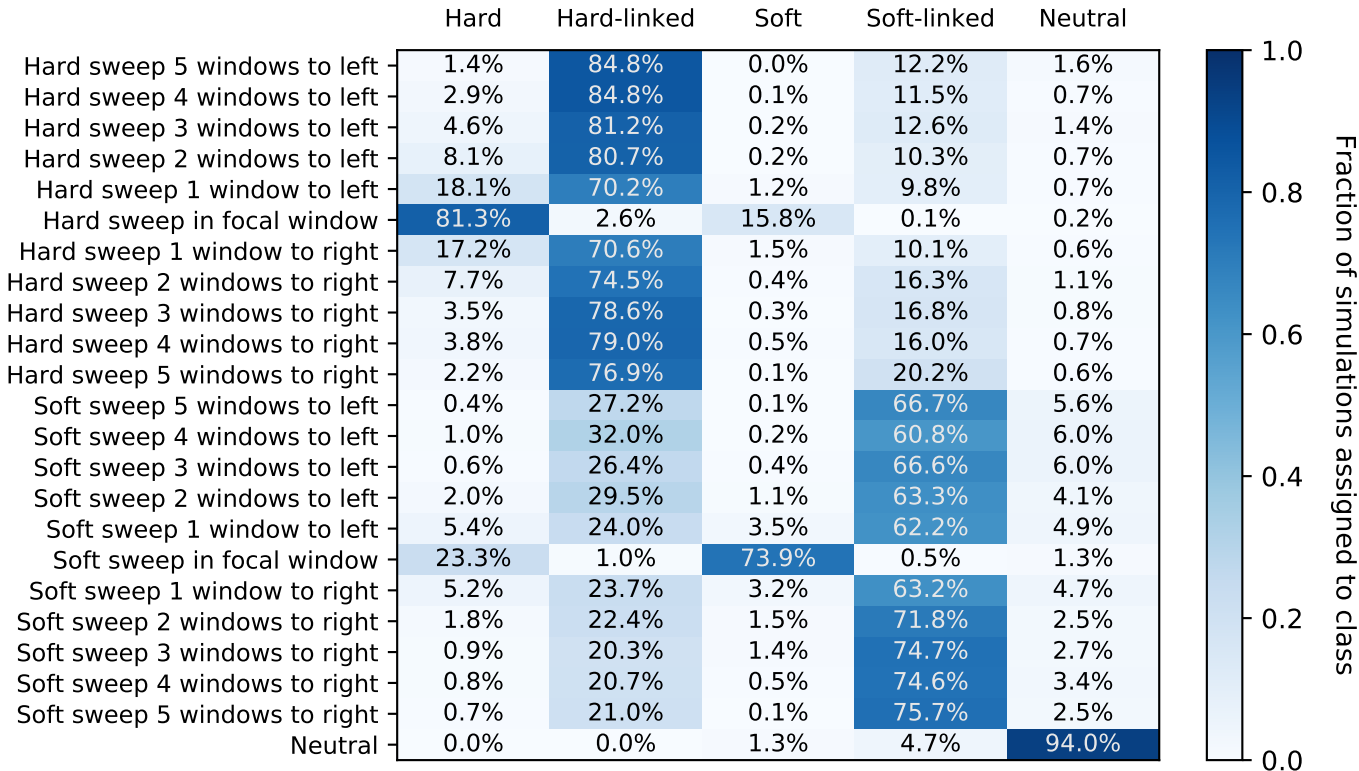 Hard Hard-linked Soft Soft-linked Neutral
Hard sweep 5 windows to left 1.4% 84.8% 0.0% 12.2% 1.6%
Hard sweep 4 windows to left 2.9% 84.8% 0.1% 11.5% 0.7%
Hard sweep 3 windows to left 4.6% 81.2% 0.2% 12.6% 1.4%
Hard sweep 2 windows to left 8.1% 80.7% 0.2% 10.3% 0.7%
Hard sweep 1 window to left 18.1% 70.2% 1.2% 9.8% 0.7%
Hard sweep in focal window 81.3% 2.6% 15.8% 0.1% 0.2%
Hard sweep 1 window to right 17.2% 70.6% 1.5% 10.1% 0.6%
Hard sweep 2 windows to right 7.7% 74.5% 0.4% 16.3% 1.1%
Hard sweep 3 windows to right 3.5% 78.6% 0.3% 16.8% 0.8%
Hard sweep 4 windows to right 3.8% 79.0% 0.5% 16.0% 0.7%
Hard sweep 5 windows to right 2.2% 76.9% 0.1% 20.2% 0.6%
Soft sweep 5 windows to left 0.4% 27.2% 0.1% 66.7% 5.6%
Soft sweep 4 windows to left 1.0% 32.0% 0.2% 60.8% 6.0%
Soft sweep 3 windows to left 0.6% 26.4% 0.4% 66.6% 6.0%
Soft sweep 2 windows to left 2.0% 29.5% 1.1% 63.3% 4.1%
Soft sweep 1 window to left 5.4% 24.0% 3.5% 62.2% 4.9%
Soft sweep in focal window 23.3% 1.0% 73.9% 0.5% 1.3%
Soft sweep 1 window to right 5.2% 23.7% 3.2% 63.2% 4.7%
Soft sweep 2 windows to right 1.8% 22.4% 1.5% 71.8% 2.5%
Soft sweep 3 windows to right 0.9% 20.3% 1.4% 74.7% 2.7%
Soft sweep 4 windows to right 0.8% 20.7% 0.5% 74.6% 3.4%
Soft sweep 5 windows to right 0.7% 21.0% 0.1% 75.7% 2.5%
Neutral 0.0% 0.0% 1.3% 4.7% 94.0%
1.0
0.8
0.6
0.4
0.2
0.0
Fraction of simulations assigned to class